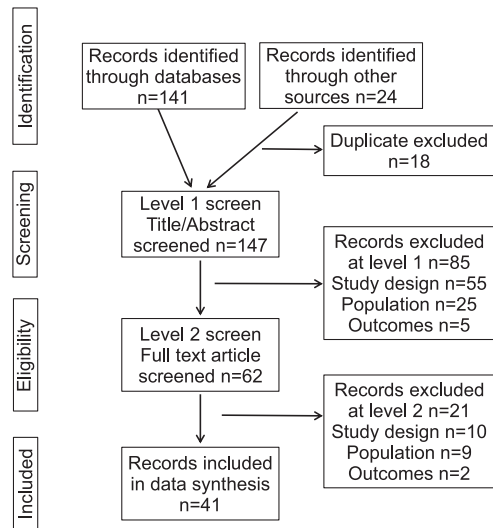 Identification
Records identified
through databases
n=141
Records identified
through other
sources n=24
Duplicate excluded
n=18
Screening
Level 1 screen
Title/Abstract
screened n=147
Records excluded
at level 1 n=85
Study design n=55
Population n=25
Outcomes n=5
Eligibility
Level 2 screen
Full text article
screened n=62
Records excluded
at level 2 n=21
Study design n=10
Population n=9
Outcomes n=2
Included
Records included
in data synthesis
n=41